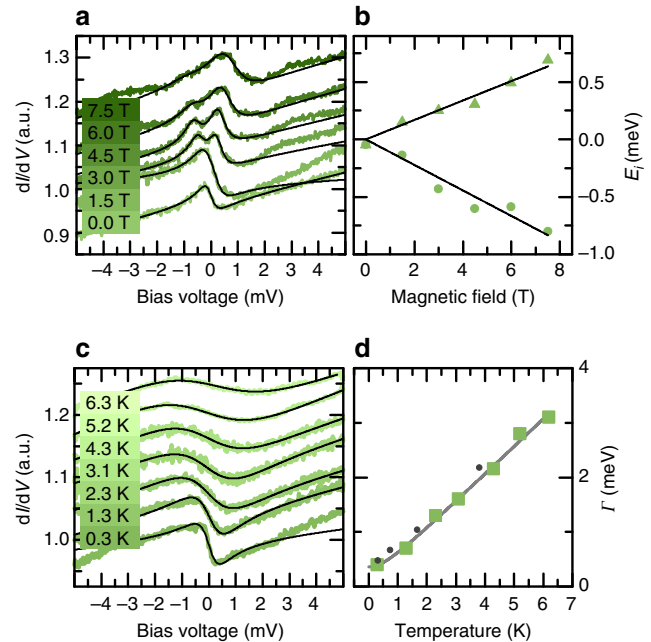 a
b
1.3
1.2
1.1
1.0
0.9
dI/dV (a.u.)
7.5 T
6.0 T
4.5 T
3.0 T
1.5 T
0.0 T
−4 −3 −2 −1 0 1 2 3 4
Bias voltage (mV)
0.5
0.0
−0.5
−1.0
E_i (meV)
0 2 4 6 8
Magnetic field (T)
c
d
1.2
1.1
1.0
dI/dV (a.u.)
6.3 K
5.2 K
4.3 K
3.1 K
2.3 K
1.3 K
0.3 K
−4 −3 −2 −1 0 1 2 3 4
Bias voltage (mV)
4
2
0
Γ (meV)
0 1 2 3 4 5 6 7
Temperature (K)